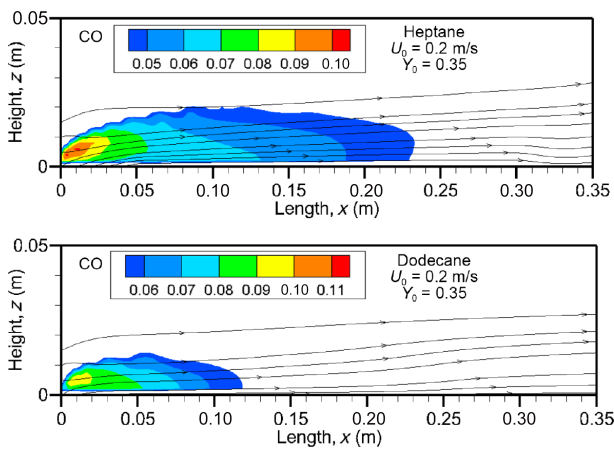 0.05
CO
0.05 0.06 0.07 0.08 0.09 0.10
Heptane
U0 = 0.2 m/s
Y0 = 0.35
Height, z (m)
0
0 0.05 0.10 0.15 0.20 0.25 0.30 0.35
Length, x (m)
0.05
CO
0.06 0.07 0.08 0.09 0.10 0.11
Dodecane
U0 = 0.2 m/s
Y0 = 0.35
Height, z (m)
0
0 0.05 0.10 0.15 0.20 0.25 0.30 0.35
Length, x (m)